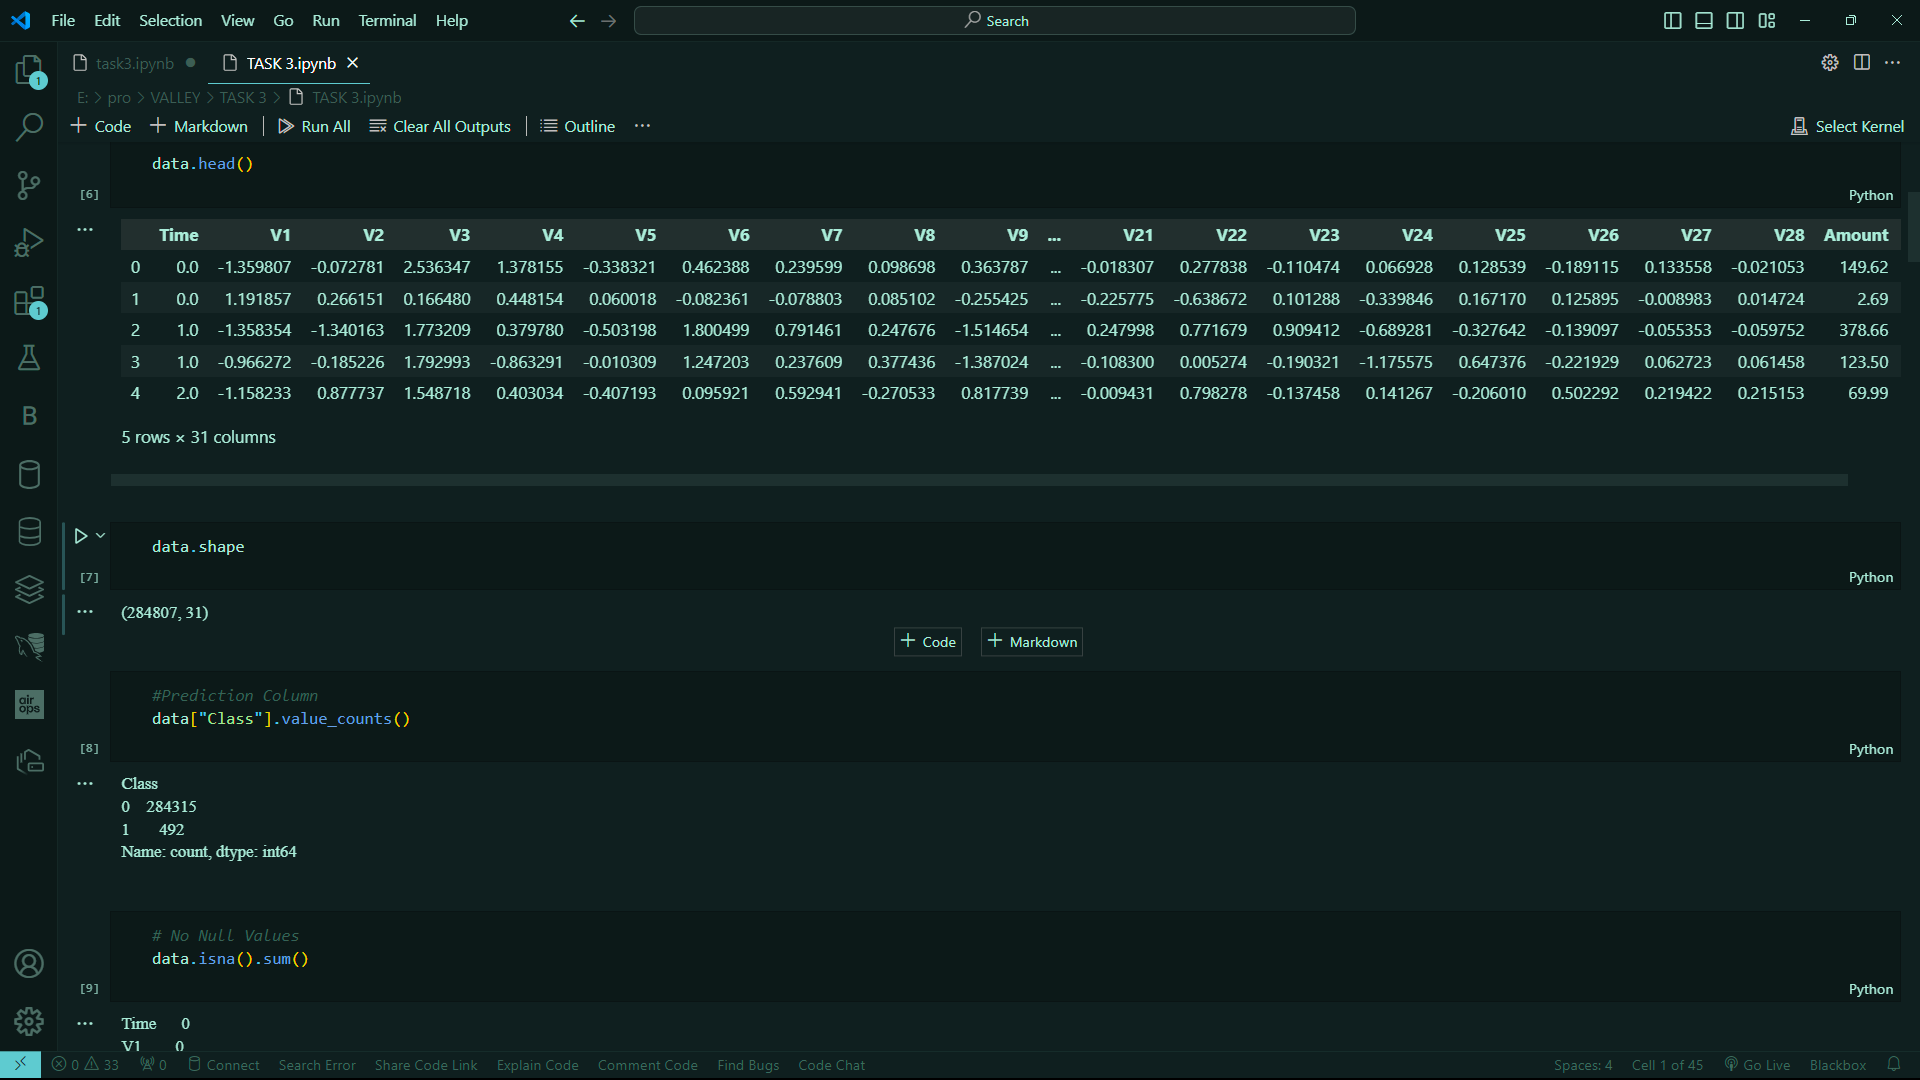 File Edit Selection View Go Run Terminal Help
Search
task3.ipynb
TASK 3.ipynb
E: > pro > VALLEY > TASK 3 > TASK 3.ipynb
+ Code + Markdown Run All Clear All Outputs Outline ... Select Kernel
data.head()
[6] Python
... Time V1 V2 V3 V4 V5 V6 V7 V8 V9 ... V21 V22 V23 V24 V25 V26 V27 V28 Amount
0 0.0 -1.359807 -0.072781 2.536347 1.378155 -0.338321 0.462388 0.239599 0.098698 0.363787 ... -0.018307 0.277838 -0.110474 0.066928 0.128539 -0.189115 0.133558 -0.021053 149.62
1 0.0 1.191857 0.266151 0.166480 0.448154 0.060018 -0.082361 -0.078803 0.085102 -0.255425 ... -0.225775 -0.638672 0.101288 -0.339846 0.167170 0.125895 -0.008983 0.014724 2.69
2 1.0 -1.358354 -1.340163 1.773209 0.379780 -0.503198 1.800499 0.791461 0.247676 -1.514654 ... 0.247998 0.771679 0.909412 -0.689281 -0.327642 -0.139097 -0.055353 -0.059752 378.66
3 1.0 -0.966272 -0.185226 1.792993 -0.863291 -0.010309 1.247203 0.237609 0.377436 -1.387024 ... -0.108300 0.005274 -0.190321 -1.175575 0.647376 -0.221929 0.062723 0.061458 123.50
4 2.0 -1.158233 0.877737 1.548718 0.403034 -0.407193 0.095921 0.592941 -0.270533 0.817739 ... -0.009431 0.798278 -0.137458 0.141267 -0.206010 0.502292 0.219422 0.215153 69.99
5 rows × 31 columns
data.shape
[7] Python
... (284807, 31)
+ Code + Markdown
#Prediction Column
data["Class"].value_counts()
[8] Python
... Class
0 284315
1 492
Name: count, dtype: int64
# No Null Values
data.isna().sum()
[9] Python
... Time 0
V1 0
1
1
B
air ops
0 33 0 Connect Search Error Share Code Link Explain Code Comment Code Find Bugs Code Chat Spaces: 4 Cell 1 of 45 Go Live Blackbox